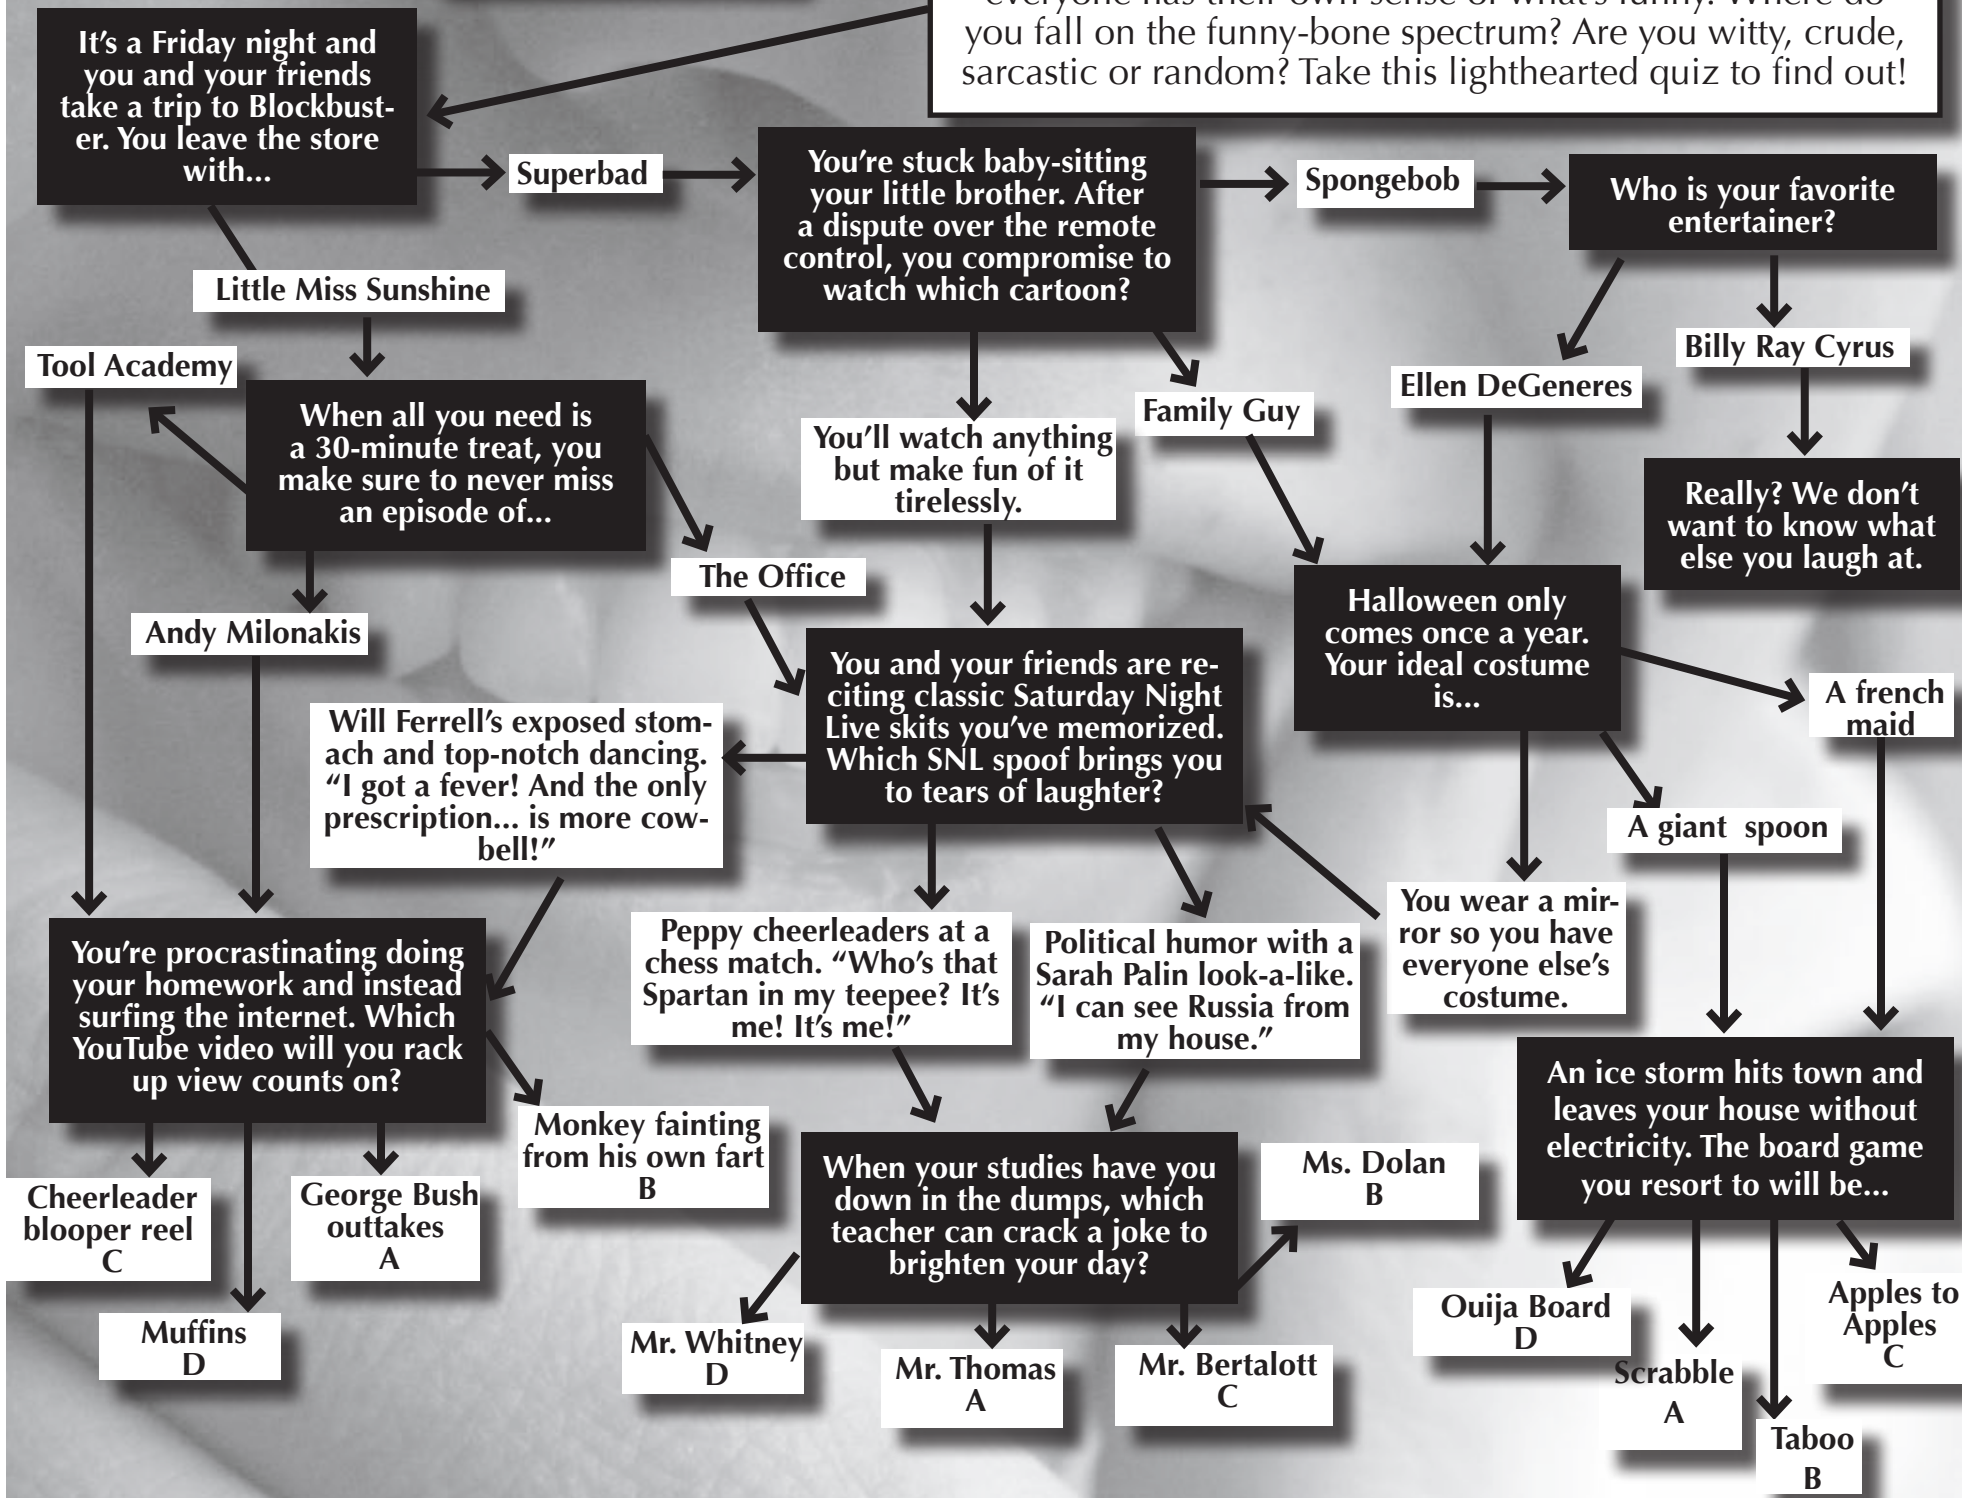 everyone has their own sense of what's funny. Where do
you fall on the funny-bone spectrum? Are you witty, crude,
sarcastic or random? Take this lighthearted quiz to find out!
It's a Friday night and
you and your friends
take a trip to Blockbust-
er. You leave the store
with...
Superbad
You're stuck baby-sitting
your little brother. After
a dispute over the remote
control, you compromise to
watch which cartoon?
Spongebob
Who is your favorite
entertainer?
Little Miss Sunshine
Tool Academy
When all you need is
a 30-minute treat, you
make sure to never miss
an episode of...
You'll watch anything
but make fun of it
tirelessly.
Family Guy
Ellen DeGeneres
Billy Ray Cyrus
Really? We don't
want to know what
else you laugh at.
The Office
Andy Milonakis
Halloween only
comes once a year.
Your ideal costume
is...
A french
maid
Will Ferrell's exposed stom-
ach and top-notch dancing.
“I got a fever! And the only
prescription... is more cow-
bell!”
You and your friends are re-
citing classic Saturday Night
Live skits you've memorized.
Which SNL spoof brings you
to tears of laughter?
A giant spoon
You wear a mir-
ror so you have
everyone else's
costume.
You're procrastinating doing
your homework and instead
surfing the internet. Which
YouTube video will you rack
up view counts on?
Peppy cheerleaders at a
chess match. “Who's that
Spartan in my teepee? It's
me! It's me!”
Political humor with a
Sarah Palin look-a-like.
“I can see Russia from
my house.”
An ice storm hits town and
leaves your house without
electricity. The board game
you resort to will be...
Monkey fainting
from his own fart
B
When your studies have you
down in the dumps, which
teacher can crack a joke to
brighten your day?
Ms. Dolan
B
Cheerleader
blooper reel
C
George Bush
outtakes
A
Muffins
D
Mr. Whitney
D
Mr. Thomas
A
Mr. Bertalott
C
Ouija Board
D
Scrabble
A
Taboo
B
Apples to
Apples
C